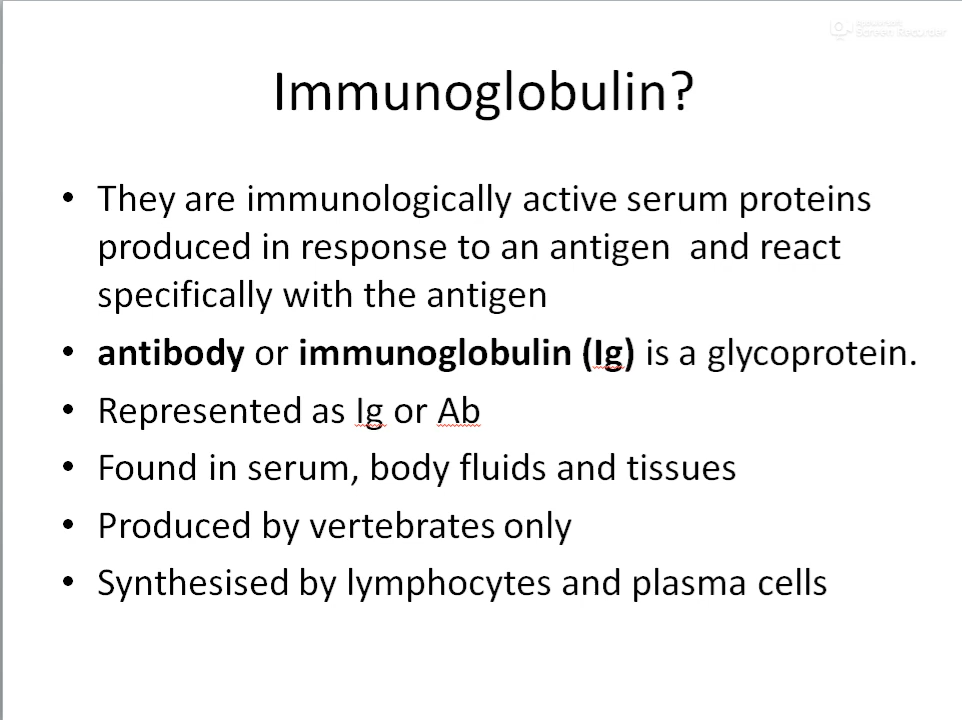 Screen Recorder
Immunoglobulin?
• They are immunologically active serum proteins
produced in response to an antigen and react
specifically with the antigen
• antibody or immunoglobulin (Ig) is a glycoprotein.
• Represented as Ig or Ab
• Found in serum, body fluids and tissues
• Produced by vertebrates only
• Synthesised by lymphocytes and plasma cells